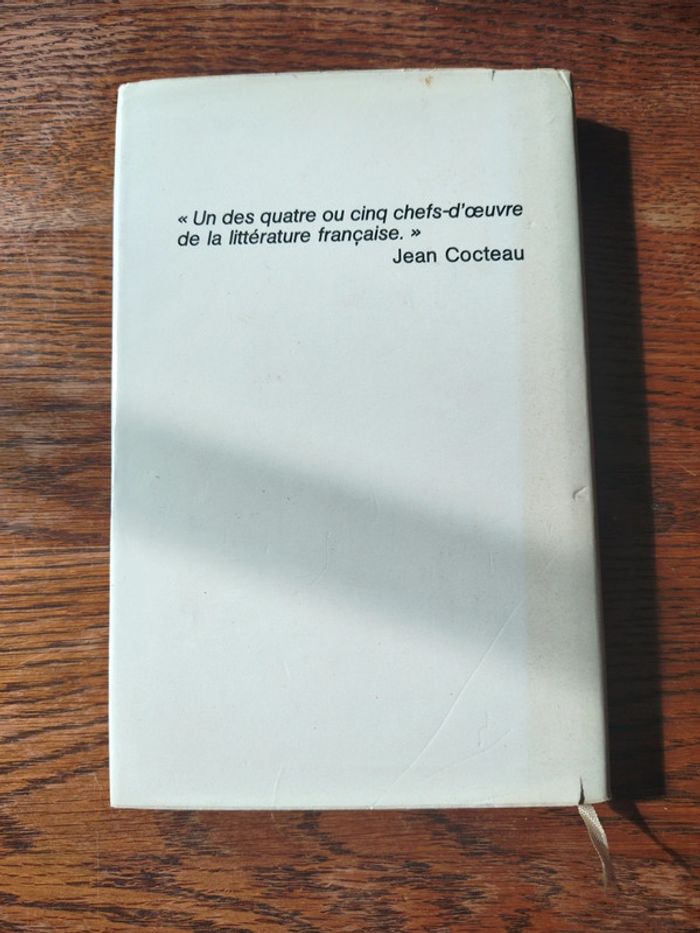 « Un des quatre ou cinq chefs-d'œuvre
de la littérature française. »
Jean Cocteau